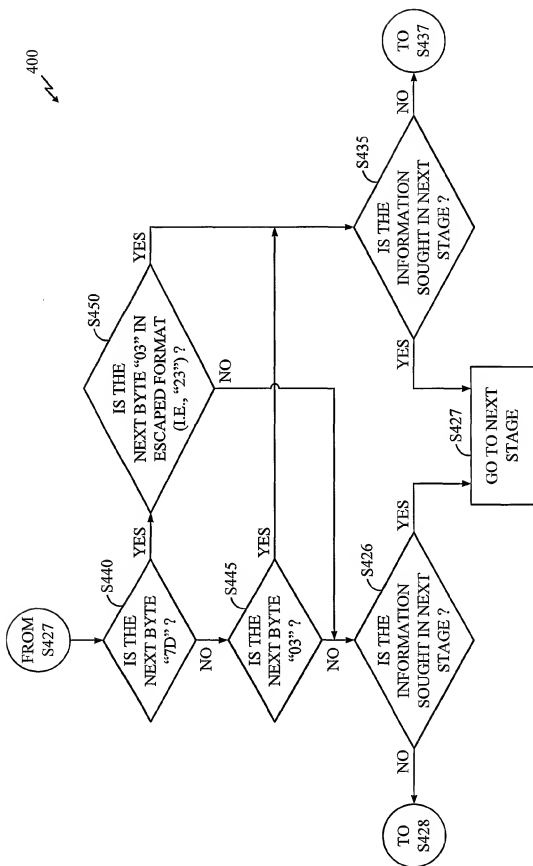 400
FROM
S427
S440
IS THE
NEXT BYTE
“7D” ?
YES
NO
S450
IS THE
NEXT BYTE “03” IN
ESCAPED FORMAT
(I.E., “23”) ?
YES
NO
S445
IS THE
NEXT BYTE
“03” ?
YES
NO
S426
IS THE
INFORMATION
SOUGHT IN NEXT
STAGE ?
YES
NO
TO
S428
S435
IS THE
INFORMATION
SOUGHT IN NEXT
STAGE ?
YES
NO
TO
S437
S427
GO TO NEXT
STAGE